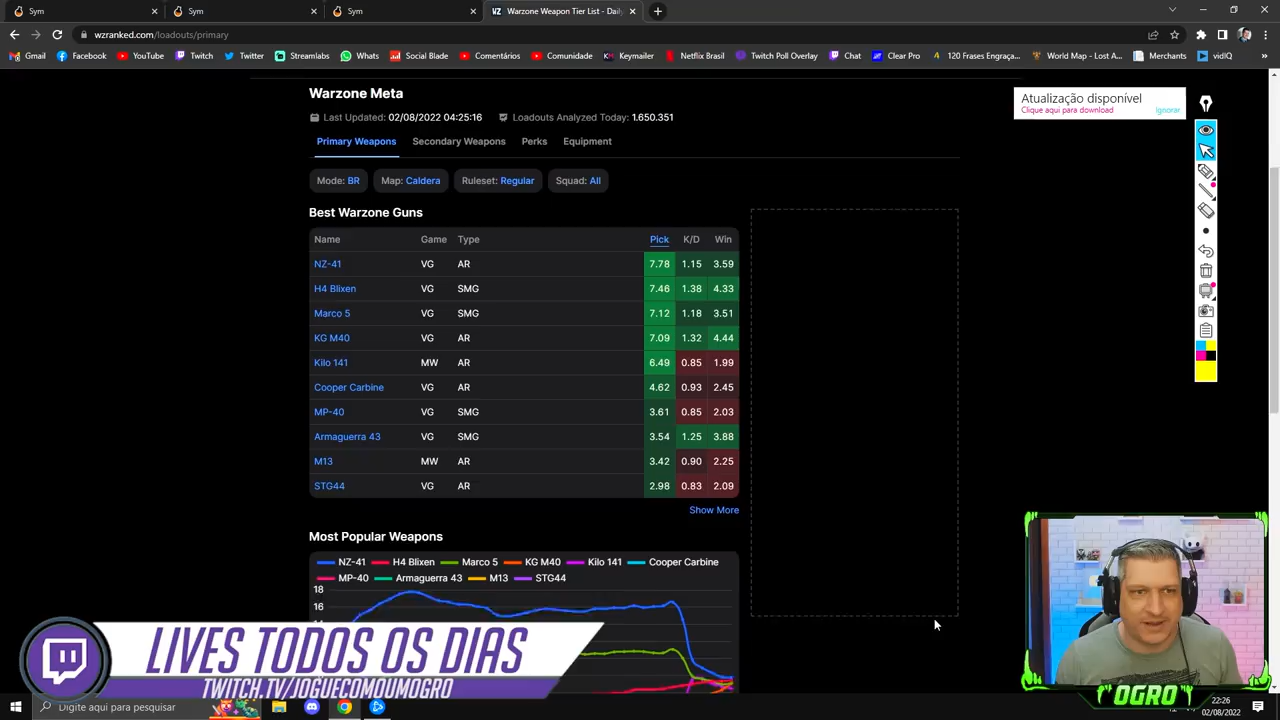 Sym
Sym
Warzone Weapon Tier List - Daily
wzranked.com/loadouts/primary
Gmail Facebook YouTube Twitch Twitter Streamlabs Whats Social Blade Comentários Comunidade Keymailer Netflix Brasil Twitch Poll Overlay Chat Clear Pro 120 Frases Engraça... World Map - Lost A... Merchants vidIQ
Warzone Meta
Atualização disponível
Clique aqui para download Ignorar
Loadouts Analyzed Today: 1.650.351
Primary Weapons Secondary Weapons Perks Equipment
Mode: BR Map: Caldera Ruleset: Regular Squad: All
Best Warzone Guns
Name Game Type Pick K/D Win
NZ-41 VG AR 7.78 1.15 3.59
H4 Blixen VG SMG 7.46 1.38 4.33
Marco 5 VG SMG 7.12 1.18 3.51
KG M40 VG AR 7.09 1.32 4.44
Kilo 141 MW AR 6.49 0.85 1.99
Cooper Carbine VG AR 4.62 0.93 2.45
MP-40 VG SMG 3.61 0.85 2.03
Armaguerra 43 VG SMG 3.54 1.25 3.88
M13 MW AR 3.42 0.90 2.25
STG44 VG AR 2.98 0.83 2.09
Show More
Most Popular Weapons
NZ-41 H4 Blixen Marco 5 KG M40 Kilo 141 Cooper Carbine
MP-40 Armaguerra 43 M13 STG44
18
16
LIVES TODOS OS DIAS
TWITCH.TV/JOGUECOMOUMOGRO
OGRO
Digite aqui para pesquisar
22:26
02/08/2022